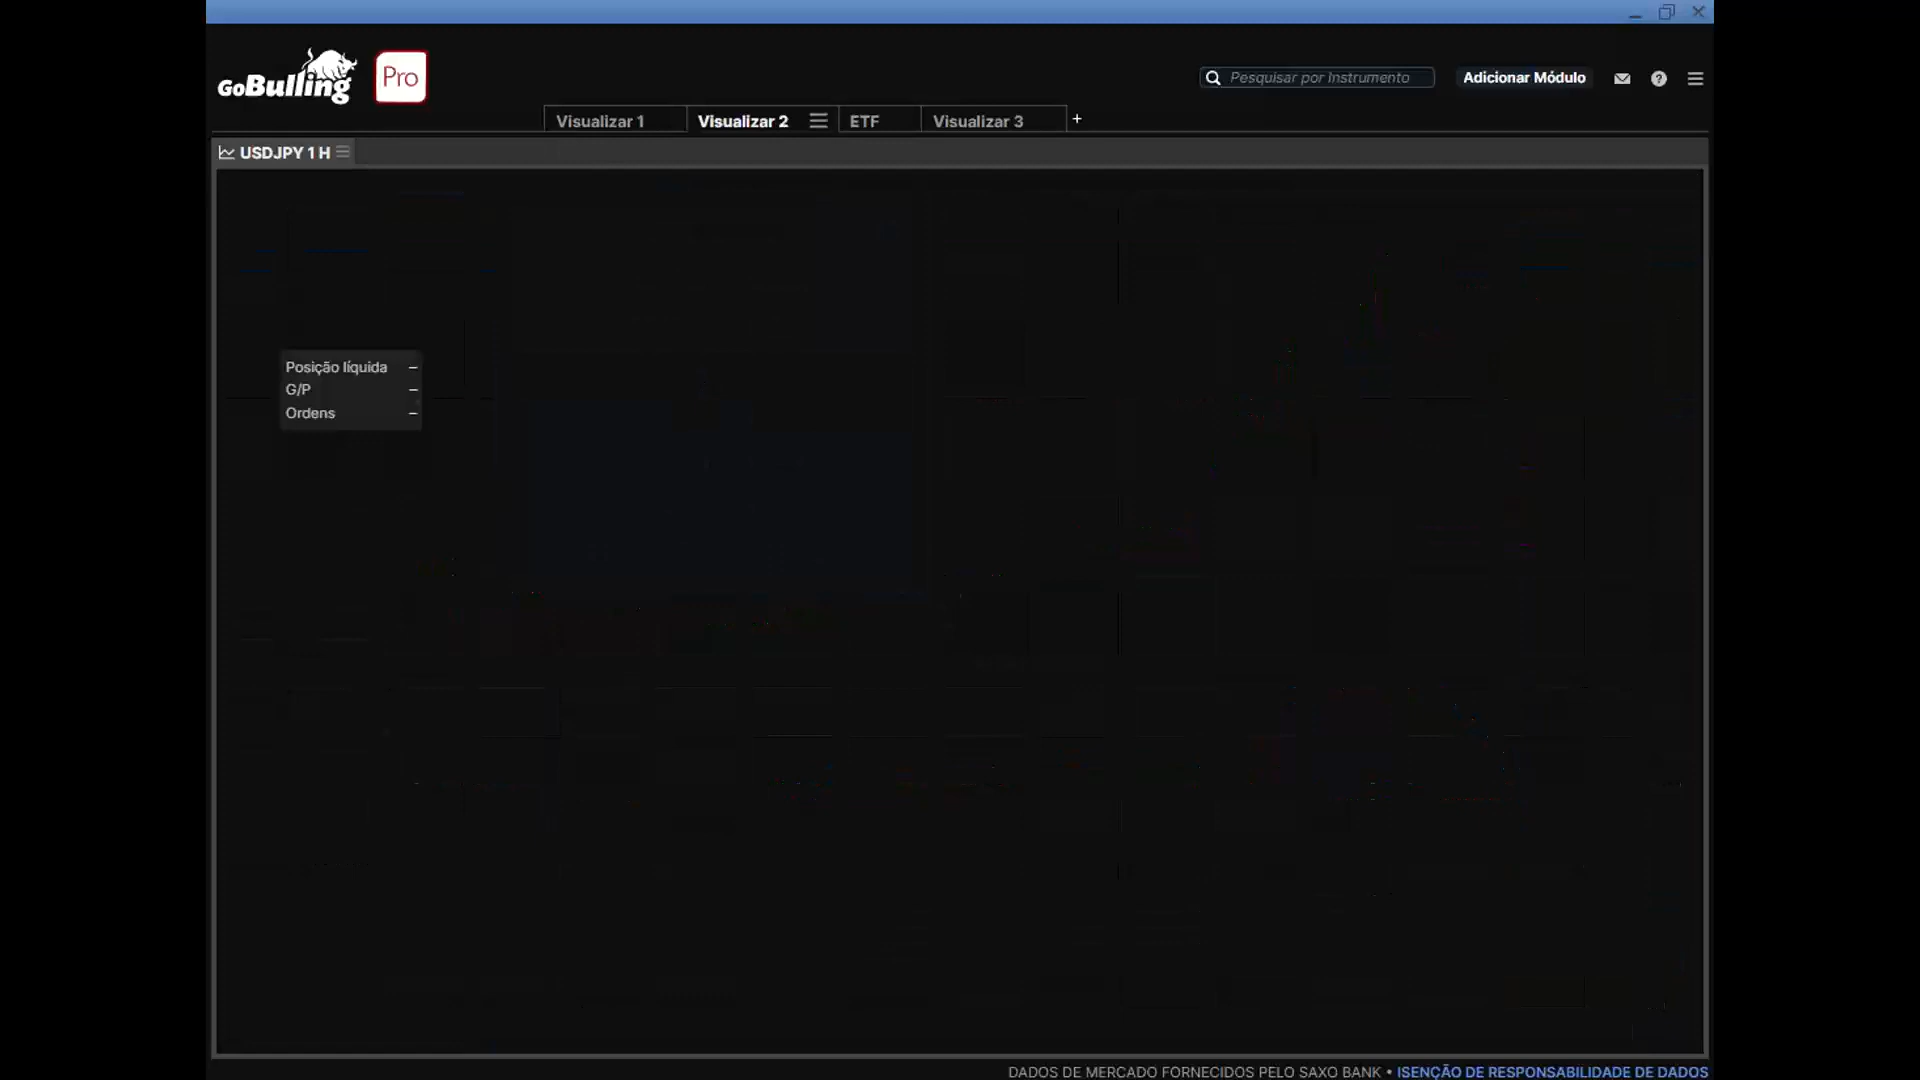 GoBulling Pro
Pesquisar por Instrumento
Adicionar Módulo
Visualizar 1
Visualizar 2
ETF
Visualizar 3
+
USDJPY 1 H
Posição líquida –
G/P –
Ordens –
DADOS DE MERCADO FORNECIDOS PELO SAXO BANK • ISENÇÃO DE RESPONSABILIDADE DE DADOS